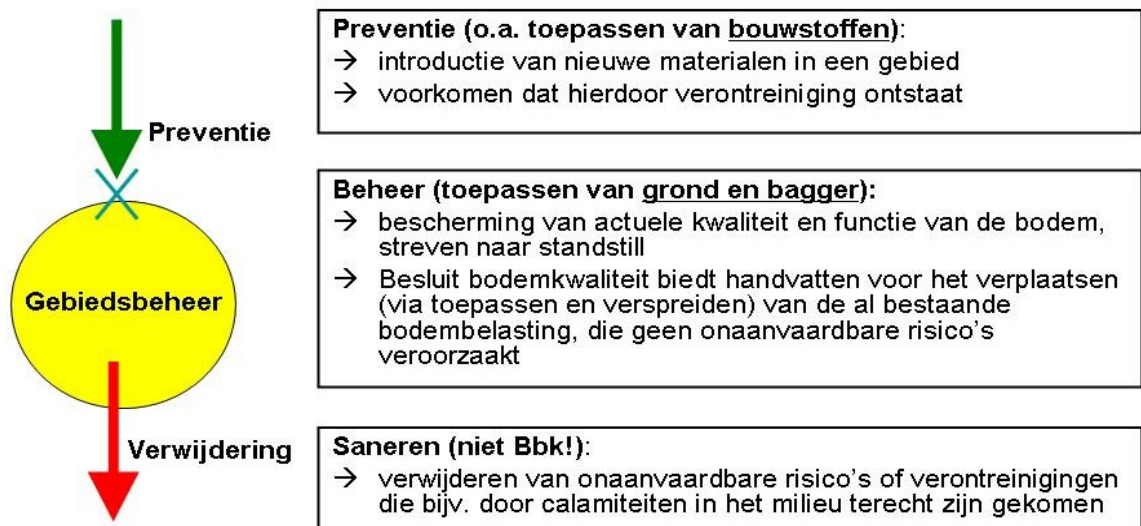 Preventie
Gebiedsbeheer
Verwijdering
Preventie (o.a. toepassen van bouwstoffen):
→ introductie van nieuwe materialen in een gebied
→ voorkomen dat hierdoor verontreiniging ontstaat
Beheer (toepassen van grond en bagger):
→ bescherming van actuele kwaliteit en functie van de bodem,
streven naar standstill
→ Besluit bodemkwaliteit biedt handvatten voor het verplaatsen
(via toepassen en verspreiden) van de al bestaande
bodembelasting, die geen onaanvaardbare risico's
veroorzaakt
Saneren (niet Bbk!):
→ verwijderen van onaanvaardbare risico's of verontreinigingen
die bijv. door calamiteiten in het milieu terecht zijn gekomen